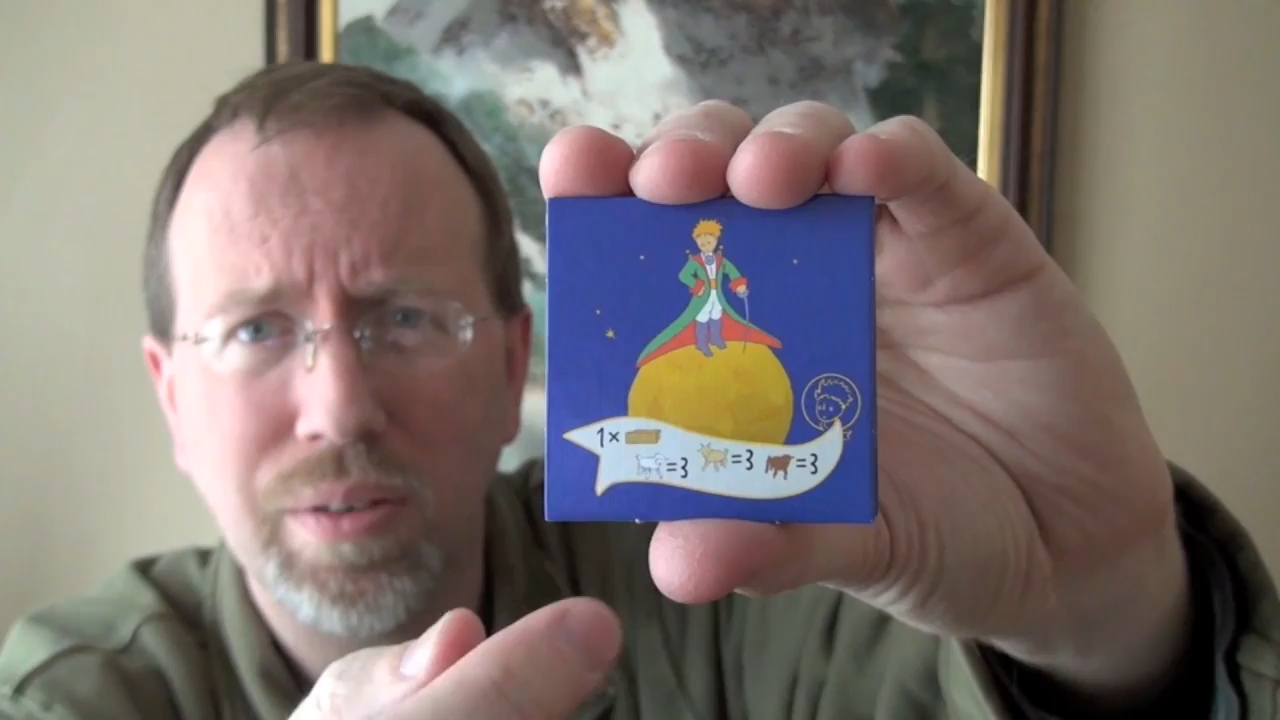 1×
=3 =3 =3